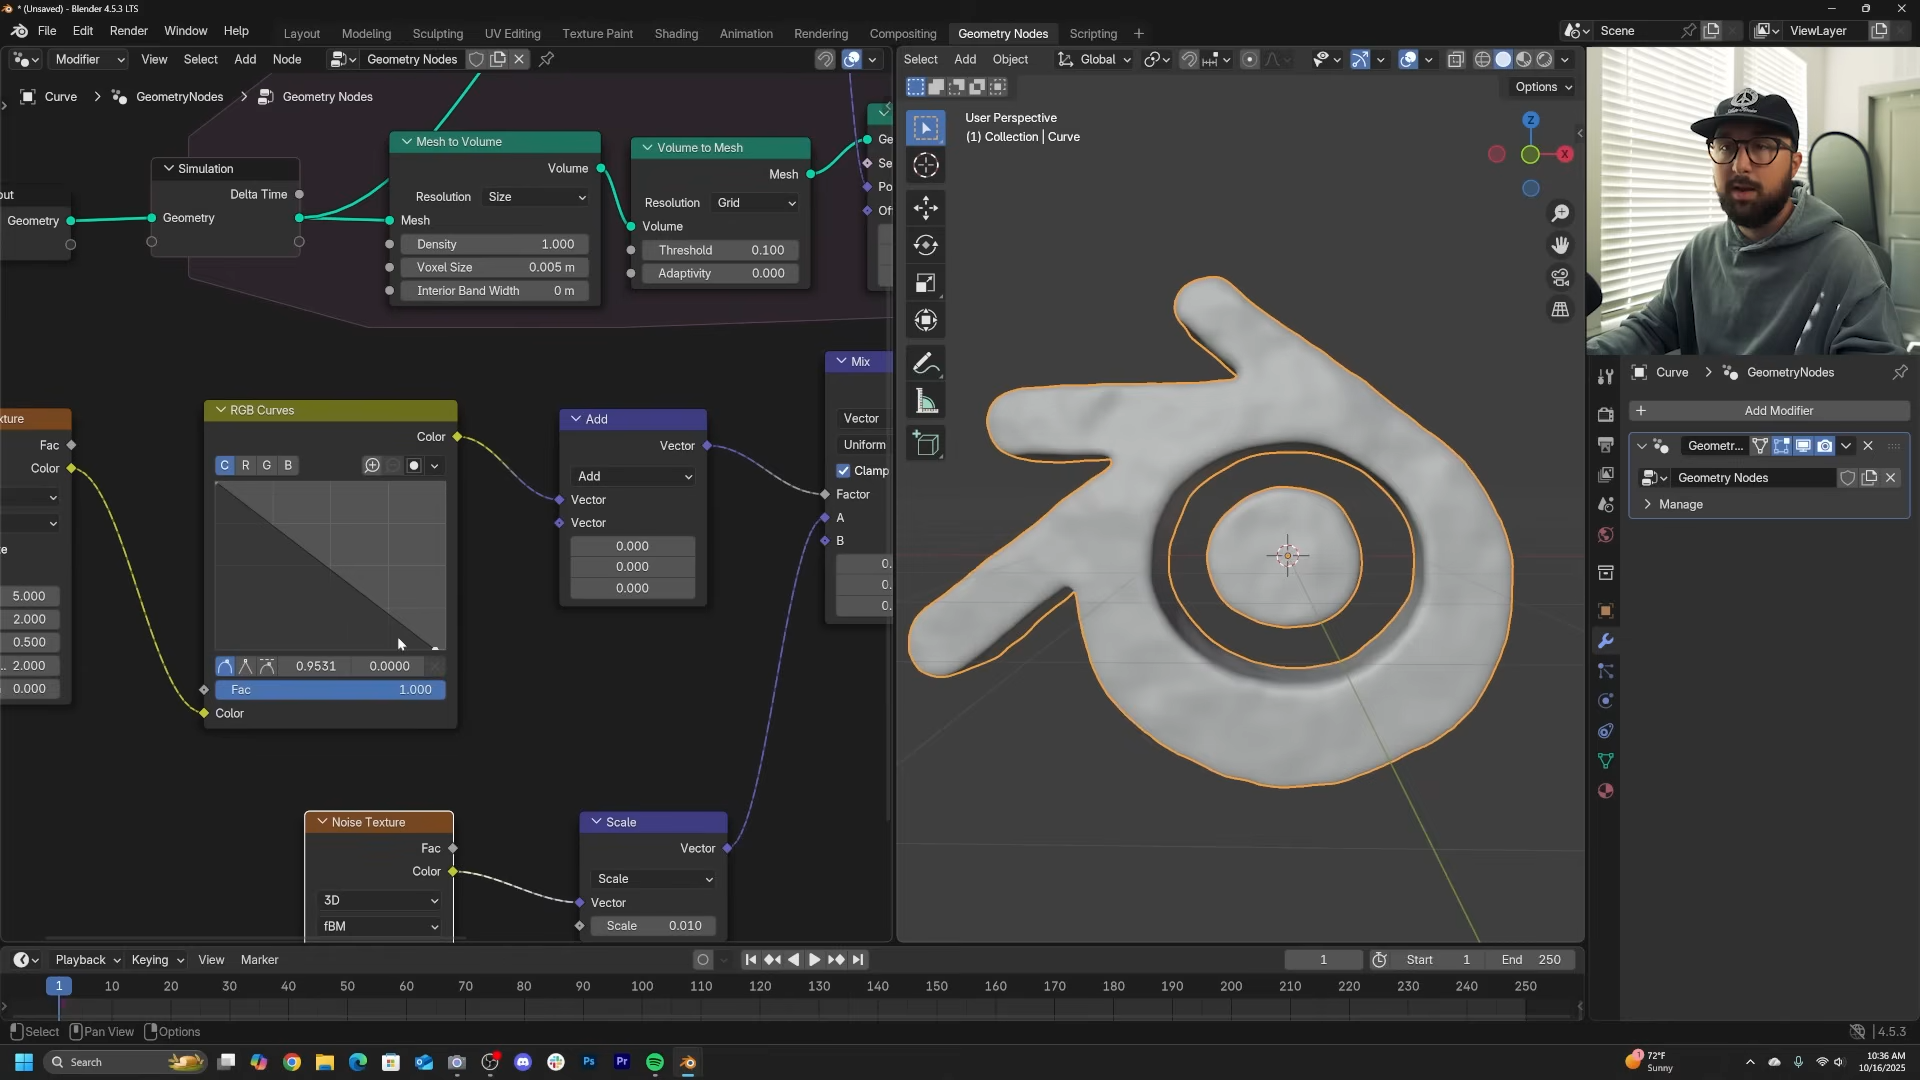 * (Unsaved) - Blender 4.5.3 LTS
File Edit Render Window Help
Layout Modeling Sculpting UV Editing Texture Paint Shading Animation Rendering Compositing Geometry Nodes Scripting +
Scene
ViewLayer
Modifier View Select Add Node Geometry Nodes
Select Add Object Global
Options
Curve > GeometryNodes > Geometry Nodes
User Perspective
(1) Collection | Curve
Z
X
Simulation
Delta Time
Geometry
Geometry
Mesh to Volume
Volume
Resolution Size
Mesh
Density 1.000
Voxel Size 0.005 m
Interior Band Width 0 m
Volume to Mesh
Mesh
Resolution Grid
Volume
Threshold 0.100
Adaptivity 0.000
Fac
Color
5.000
2.000
0.500
2.000
0.000
RGB Curves
Color
C R G B
0.9531 0.0000
Fac 1.000
Color
Add
Vector
Add
Vector
Vector
0.000
0.000
0.000
Mix
Vector
Uniform
Clamp
Factor
A
B
0.
0.
0.
Noise Texture
Fac
Color
3D
fBM
Scale
Vector
Scale
Vector
Scale 0.010
Curve > GeometryNodes
+ Add Modifier
Geometr...
Geometry Nodes
Manage
Playback Keying View Marker
1 Start 1 End 250
1 10 20 30 40 50 60 70 80 90 100 110 120 130 140 150 160 170 180 190 200 210 220 230 240 250
Select Pan View Options
4.5.3
Search
Ps
Pr
72°F
Sunny
10:36 AM
10/16/2025